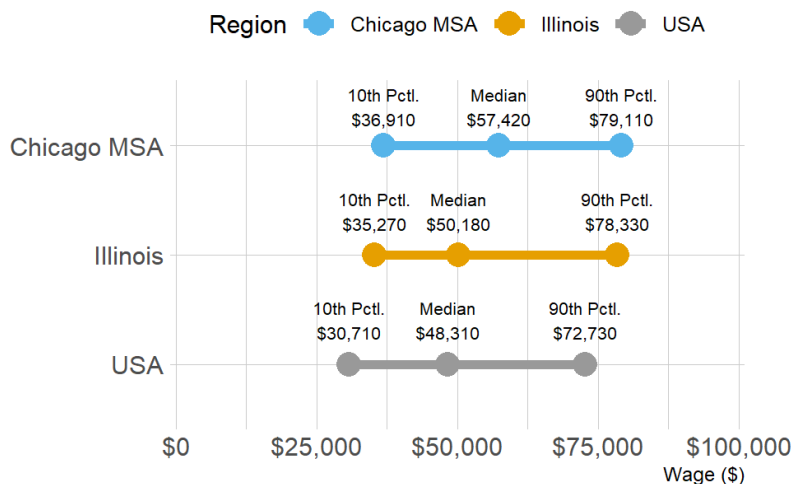 Region Chicago MSA Illinois USA
10th Pctl. Median 90th Pctl.
$36,910 $57,420 $79,110
Chicago MSA
10th Pctl. Median 90th Pctl.
$35,270 $50,180 $78,330
Illinois
10th Pctl. Median 90th Pctl.
$30,710 $48,310 $72,730
USA
$0 $25,000 $50,000 $75,000 $100,000
Wage ($)